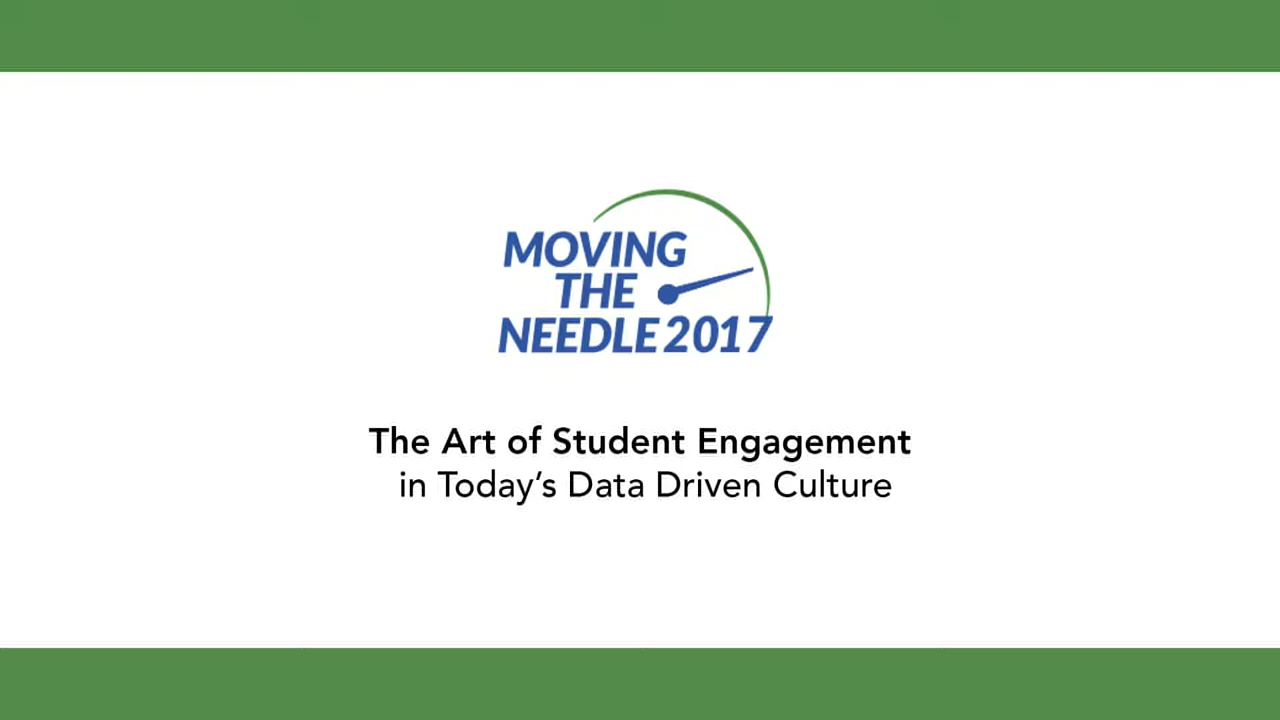 MOVING
THE
NEEDLE 2017
The Art of Student Engagement
in Today's Data Driven Culture